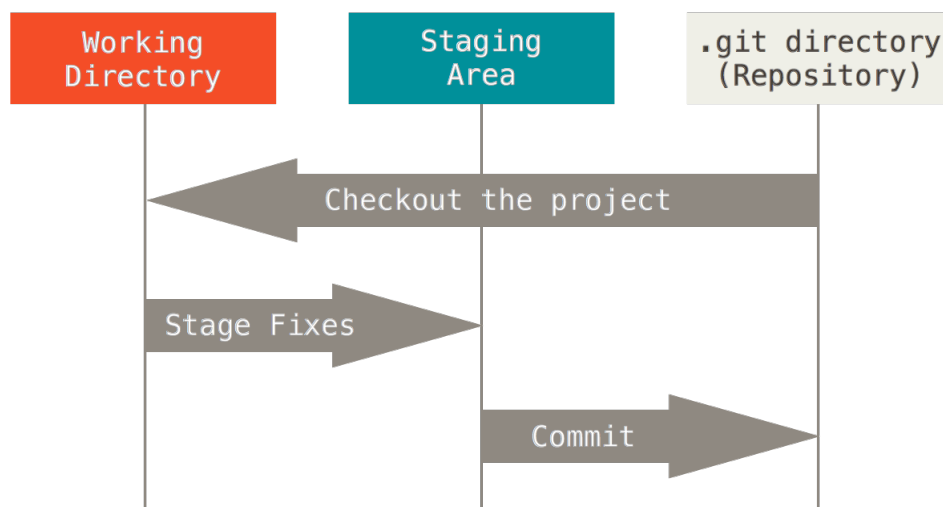 Working
Directory
Staging
Area
.git directory
(Repository)
Checkout the project
Stage Fixes
Commit